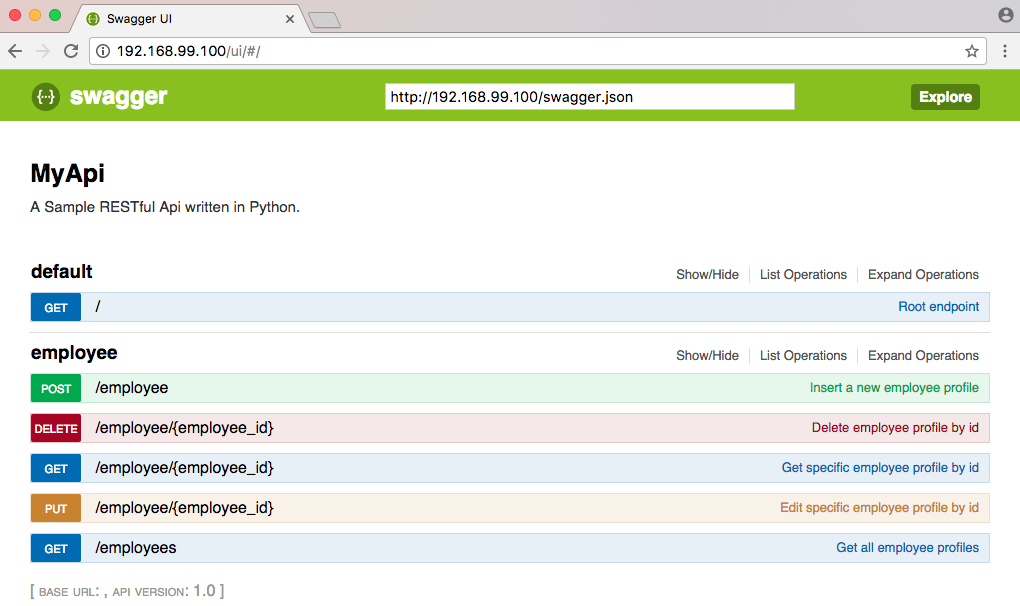 Swagger UI
192.168.99.100/ui/#/
{···} swagger http://192.168.99.100/swagger.json Explore
MyApi
A Sample RESTful Api written in Python.
default Show/Hide List Operations Expand Operations
GET / Root endpoint
employee Show/Hide List Operations Expand Operations
POST /employee Insert a new employee profile
DELETE /employee/{employee_id} Delete employee profile by id
GET /employee/{employee_id} Get specific employee profile by id
PUT /employee/{employee_id} Edit specific employee profile by id
GET /employees Get all employee profiles
[ BASE URL: , API VERSION: 1.0 ]